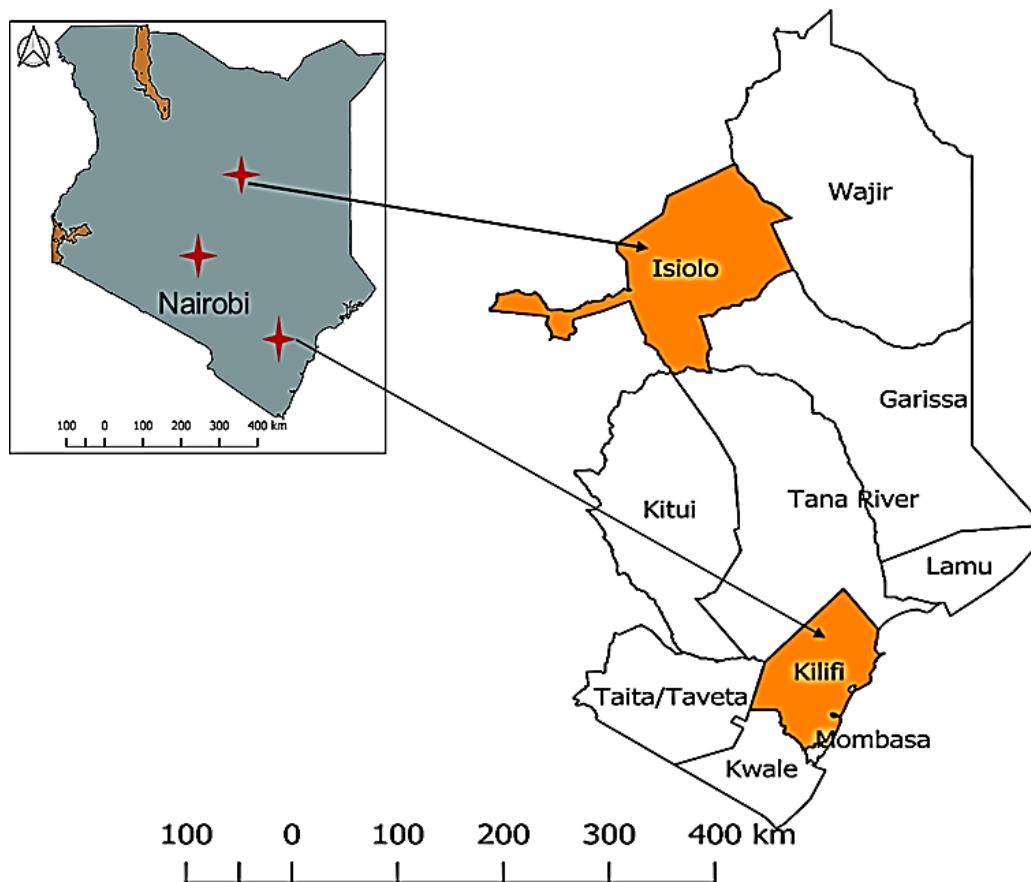 Nairobi
100 0 100 200 300 400 km
Wajir
Isiolo
Garissa
Kitui
Tana River
Lamu
Kilifi
Taita/Taveta
Mombasa
Kwale
100 0 100 200 300 400 km